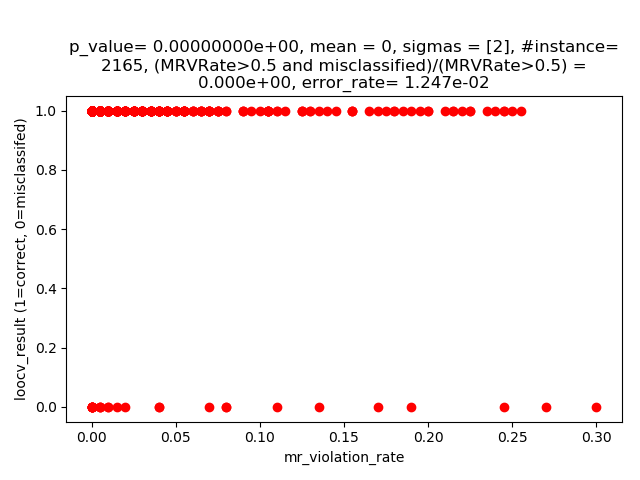 p_value= 0.00000000e+00, mean = 0, sigmas = [2], #instance=
2165, (MRVRate>0.5 and misclassified)/(MRVRate>0.5) =
0.000e+00, error_rate= 1.247e-02
1.0
0.8
0.6
0.4
0.2
0.0
loocv_result (1=correct, 0=misclassifed)
0.00 0.05 0.10 0.15 0.20 0.25 0.30
mr_violation_rate